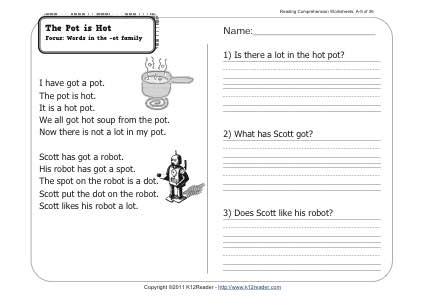 Reading Comprehension Worksheets: A-5 of 36
The Pot is Hot
Focus: Words in the -ot family
Name:
I have got a pot.
The pot is hot.
It is a hot pot.
We all got hot soup from the pot.
Now there is not a lot in my pot.
Scott has got a robot.
His robot has got a spot.
The spot on the robot is a dot.
Scott put the dot on the robot.
Scott likes his robot a lot.
1) Is there a lot in the hot pot?
2) What has Scott got?
3) Does Scott like his robot?
Copyright ©2011 K12Reader - http://www.k12reader.com